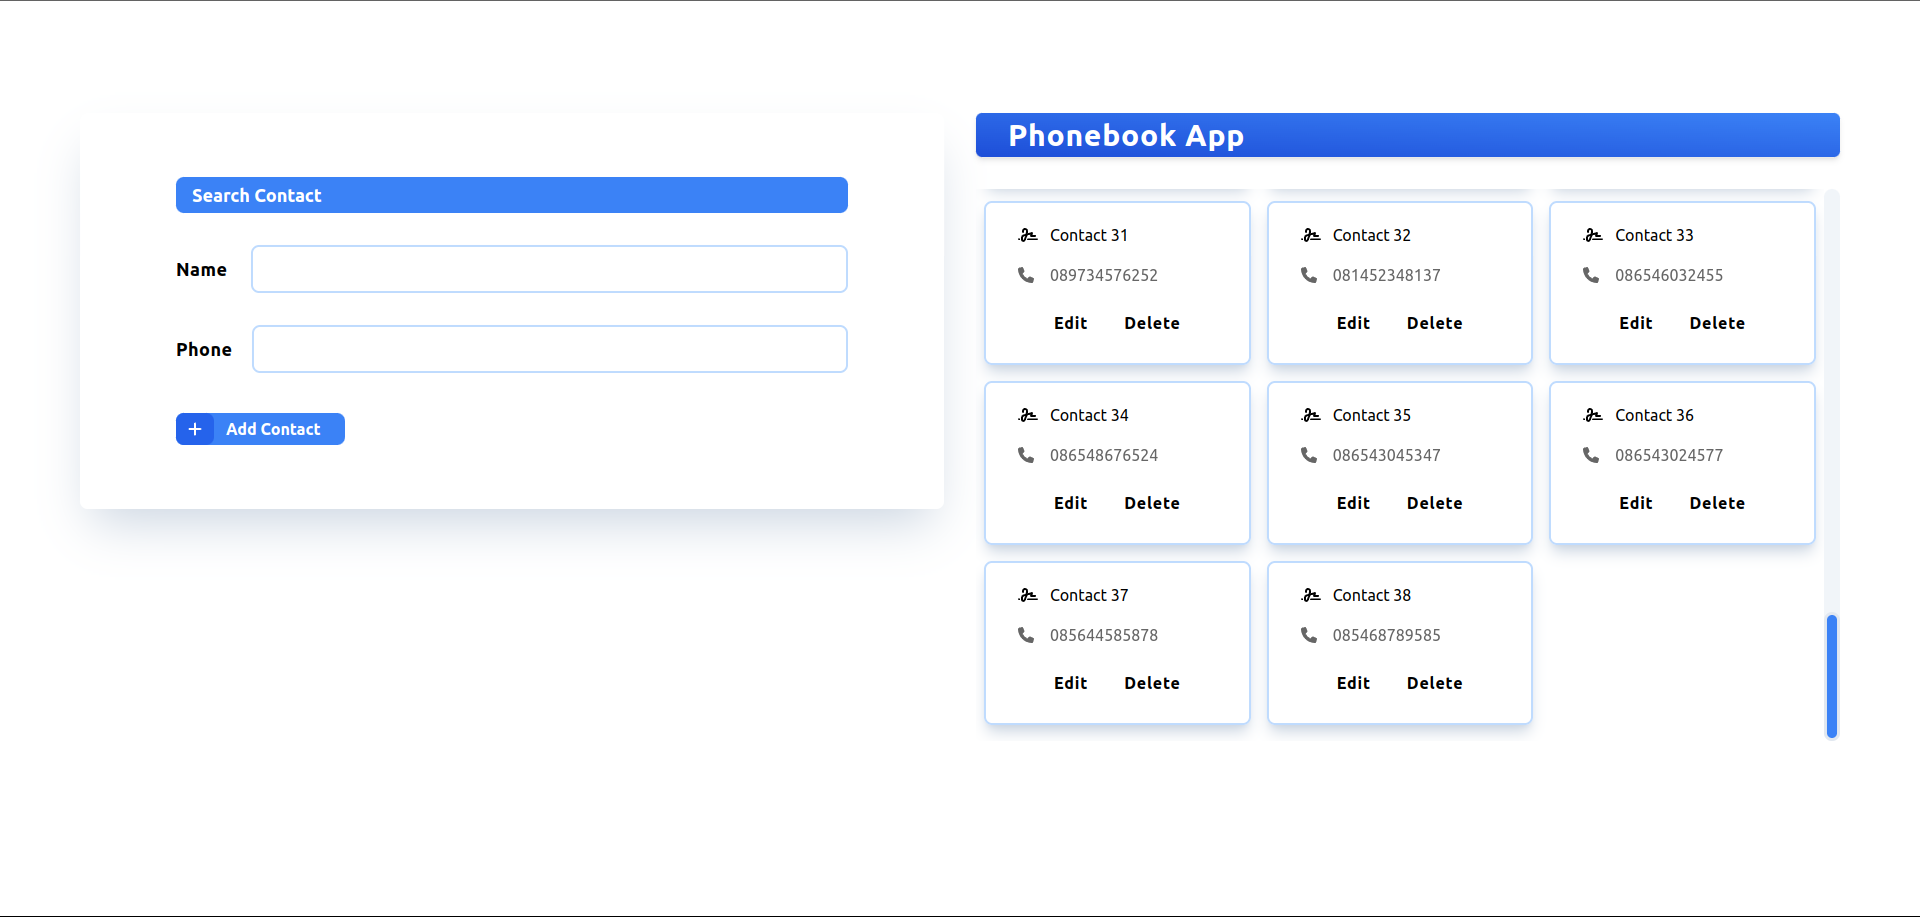 Search Contact
Name
Phone
Add Contact
Phonebook App
Contact 31
089734576252
Edit Delete
Contact 32
081452348137
Edit Delete
Contact 33
086546032455
Edit Delete
Contact 34
086548676524
Edit Delete
Contact 35
086543045347
Edit Delete
Contact 36
086543024577
Edit Delete
Contact 37
085644585878
Edit Delete
Contact 38
085468789585
Edit Delete